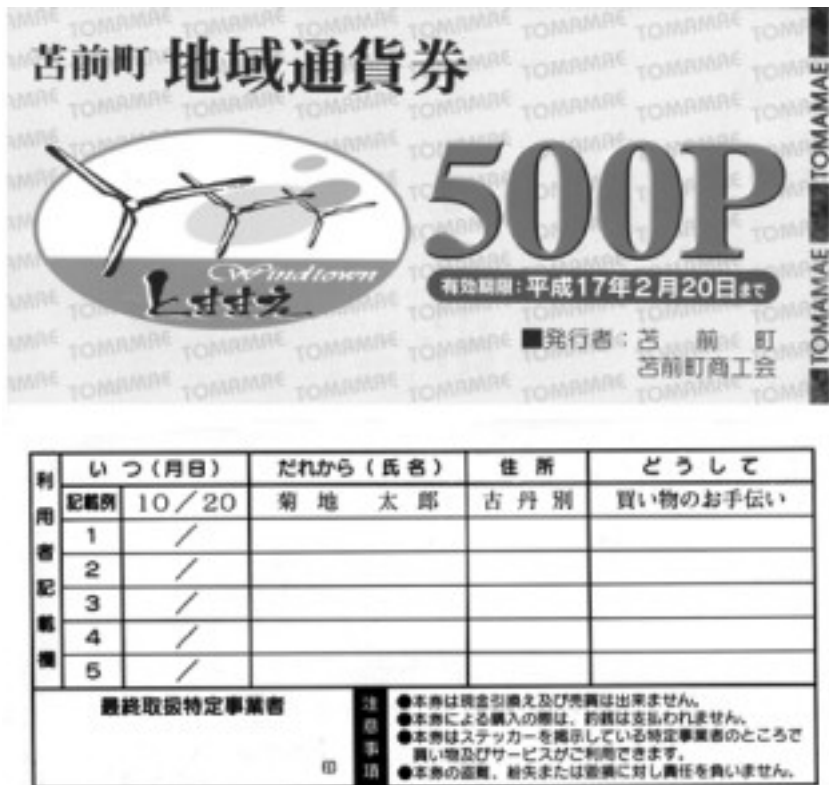 苫前町 地域通貨券
500P
Windtown
とままえ
有効期限:平成17年2月20日まで
■発行者:苫 前 町
苫前町商工会
TOMAMAE TOMAMAE TOMAMAE
利用者記載欄
い つ(月日) だれから(氏名) 住 所 ど う し て
記載例 10/20 菊 地 太 郎 古 丹 別 買い物のお手伝い
1 /
2 /
3 /
4 /
5 /
最終取扱特定事業者
印
注意事項
●本券は現金引換え及び売買は出来ません。
●本券による購入の際は、釣銭は支払われません。
●本券はステッカーを掲示している特定事業者のところで
買い物及びサービスがご利用できます。
●本券の盗難、紛失または毀損に対し責任を負いません。